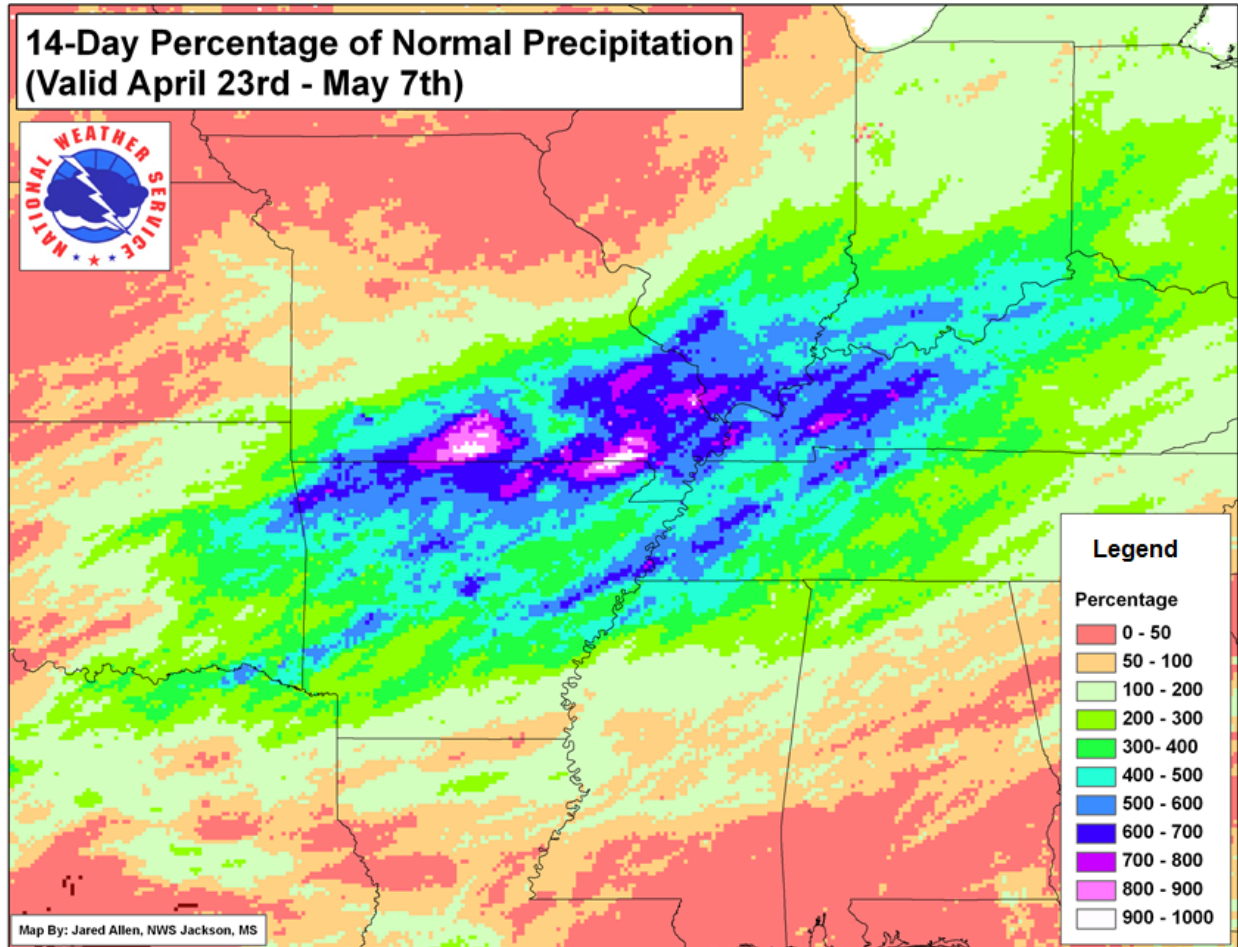 14-Day Percentage of Normal Precipitation
(Valid April 23rd - May 7th)
NATIONAL WEATHER SERVICE
Legend
Percentage
0 - 50
50 - 100
100 - 200
200 - 300
300- 400
400 - 500
500 - 600
600 - 700
700 - 800
800 - 900
900 - 1000
Map By: Jared Allen, NWS Jackson, MS